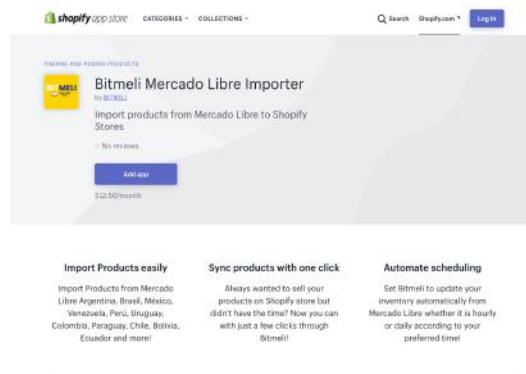 shopify app store
CATEGORIES
COLLECTIONS
Search
Shopify.com
Log in
FINDING AND ADDING PRODUCTS
BITMELI
Bitmeli Mercado Libre Importer
by BITMELI
Import products from Mercado Libre to Shopify
Stores
No reviews
Add app
$12.50/month
Import Products easily
Import Products from Mercado
Libre Argentina, Brasil, México,
Venezuela, Perú, Uruguay,
Colombia, Paraguay, Chile, Bolivia,
Ecuador and more!
Sync products with one click
Always wanted to sell your
products on Shopify store but
didn't have the time? Now you can
with just a few clicks through
Bitmeli!
Automate scheduling
Set Bitmeli to update your
inventory automatically from
Mercado Libre whether it is hourly
or daily according to your
preferred time!